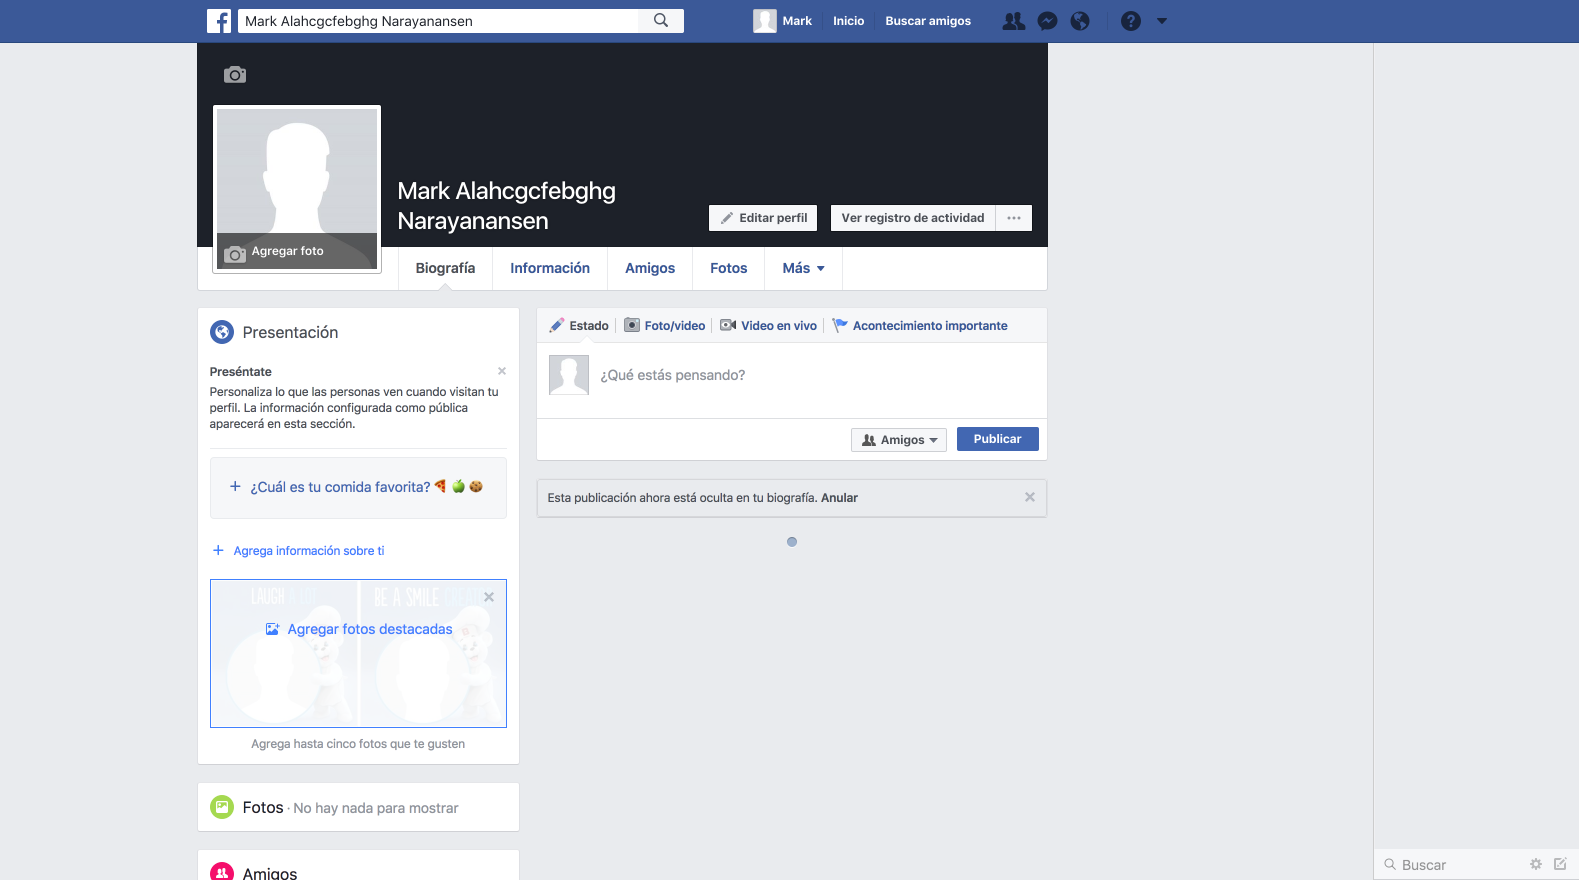 Mark Alahcgcfebghg Narayanansen
Mark
Inicio
Buscar amigos
Mark Alahcgcfebghg
Narayanansen
Editar perfil
Ver registro de actividad
Agregar foto
Biografía
Información
Amigos
Fotos
Más
Presentación
Preséntate
Personaliza lo que las personas ven cuando visitan tu
perfil. La información configurada como pública
aparecerá en esta sección.
+ ¿Cuál es tu comida favorita?
+ Agrega información sobre ti
LAUGH
BE A SMILE
Agregar fotos destacadas
Agrega hasta cinco fotos que te gusten
Fotos · No hay nada para mostrar
Amigos
Estado
Foto/video
Video en vivo
Acontecimiento importante
¿Qué estás pensando?
Amigos
Publicar
Esta publicación ahora está oculta en tu biografía. Anular
Buscar